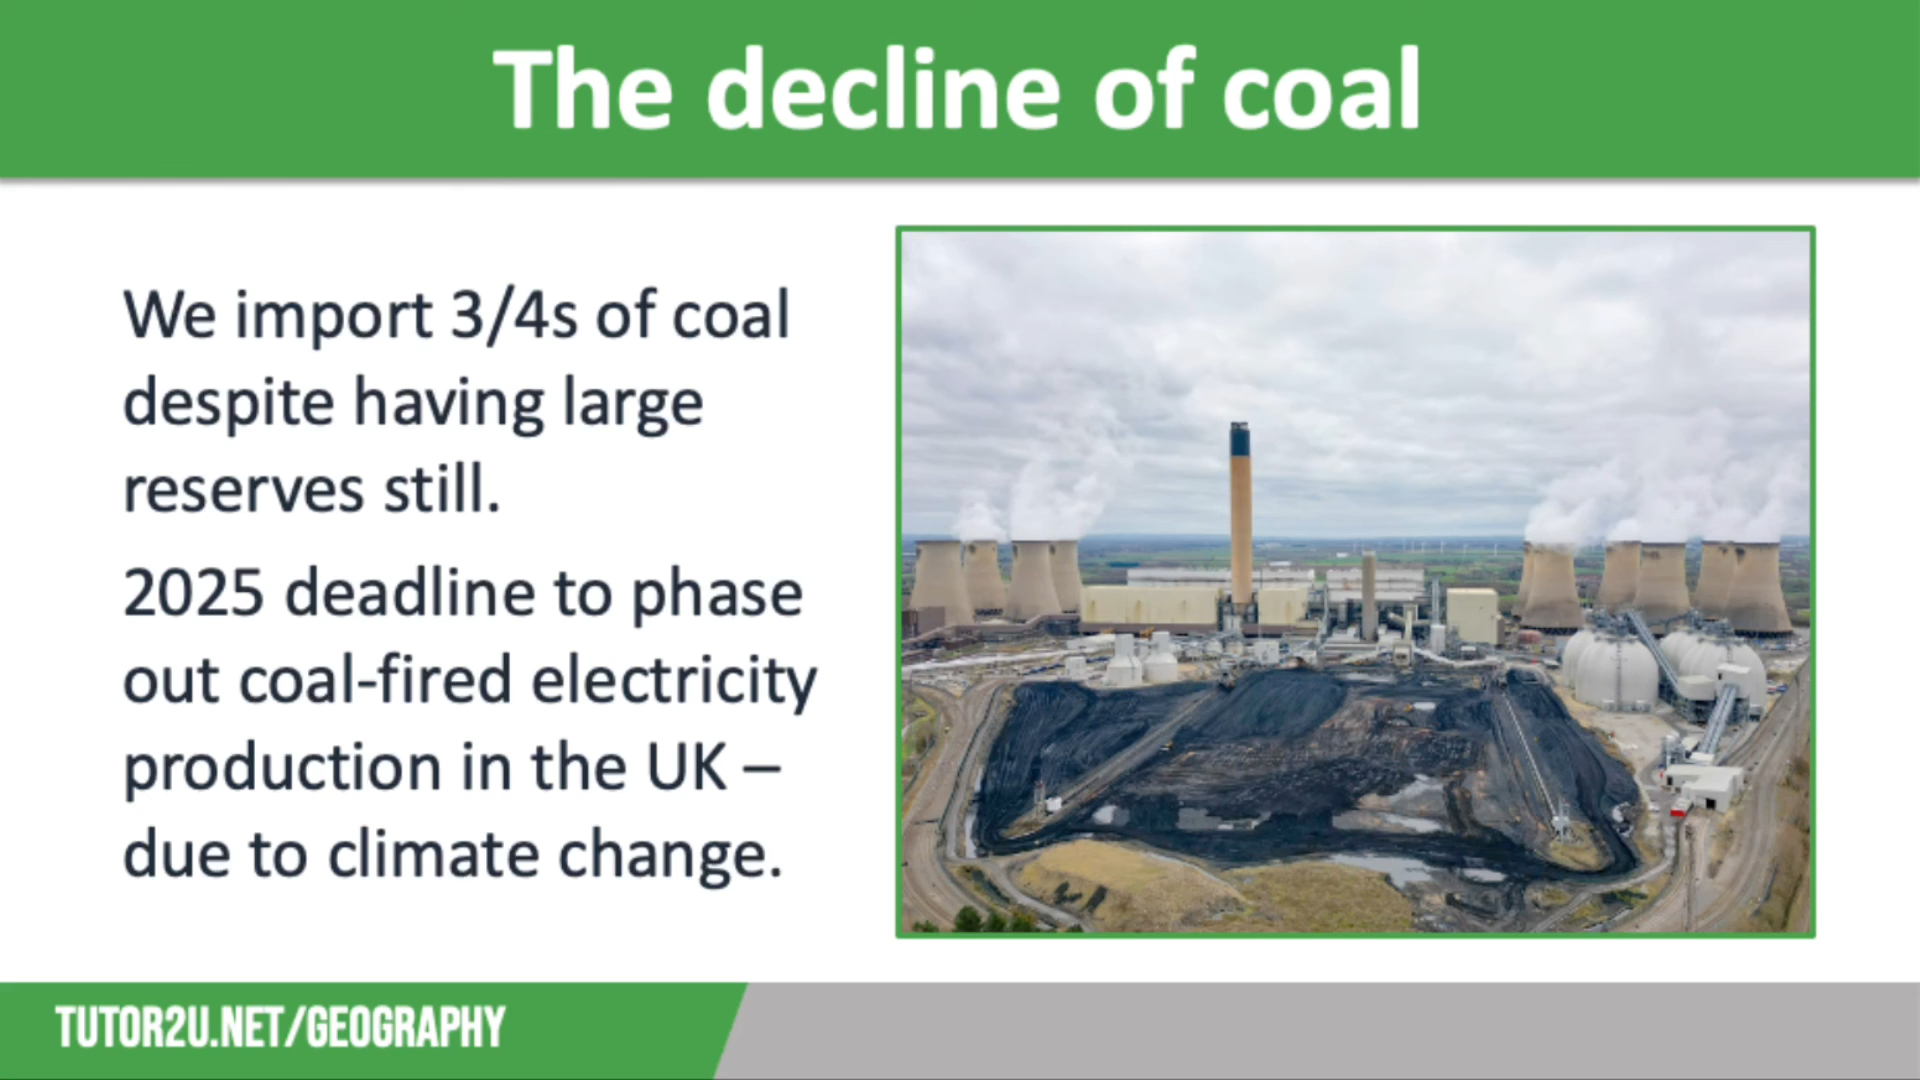 The decline of coal
We import 3/4s of coal
despite having large
reserves still.
2025 deadline to phase
out coal-fired electricity
production in the UK –
due to climate change.
TUTOR2U.NET/GEOGRAPHY